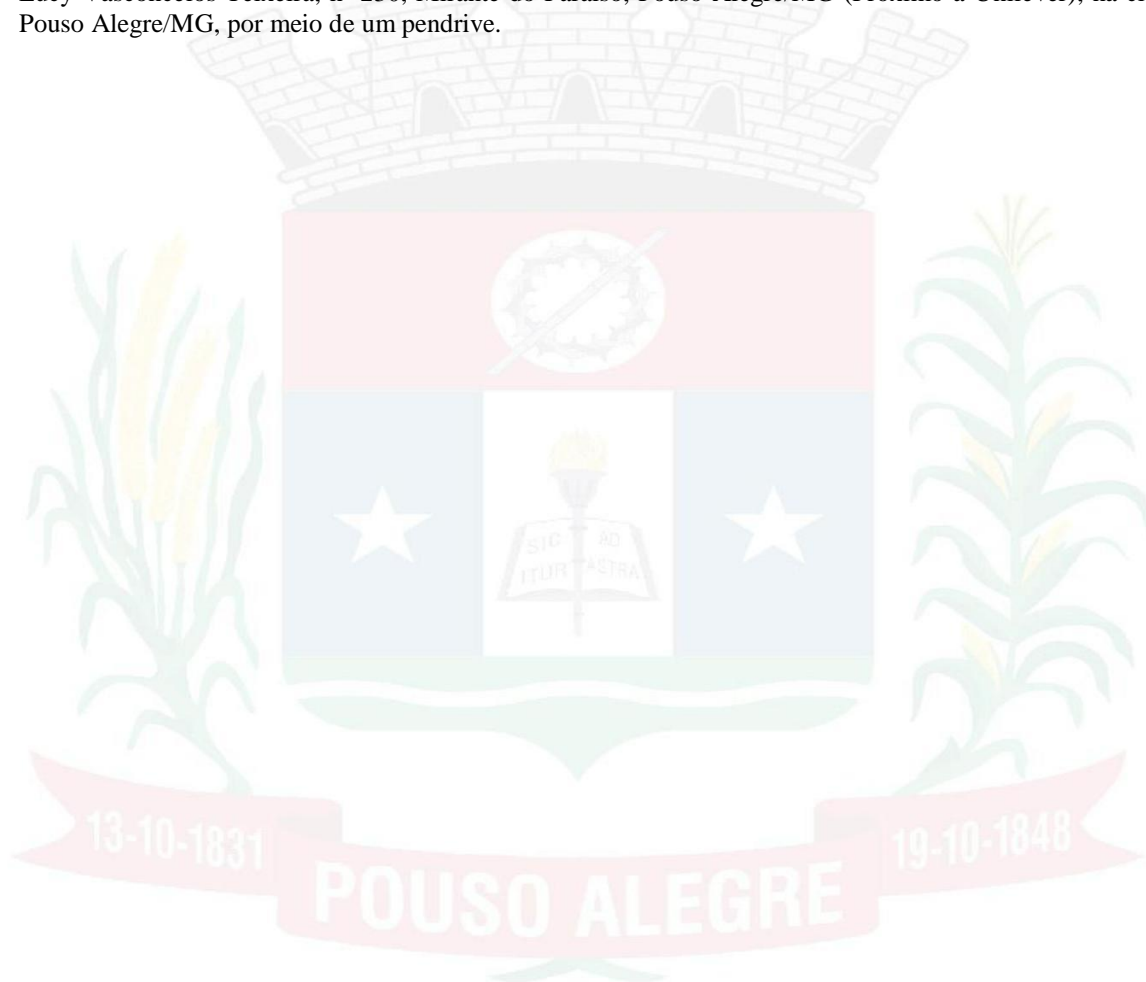 Pouso Alegre/MG, por meio de um pendrive.
SIC AD
ITUR ASTRA
13-10-1831
19-10-1848
POUSO ALEGRE